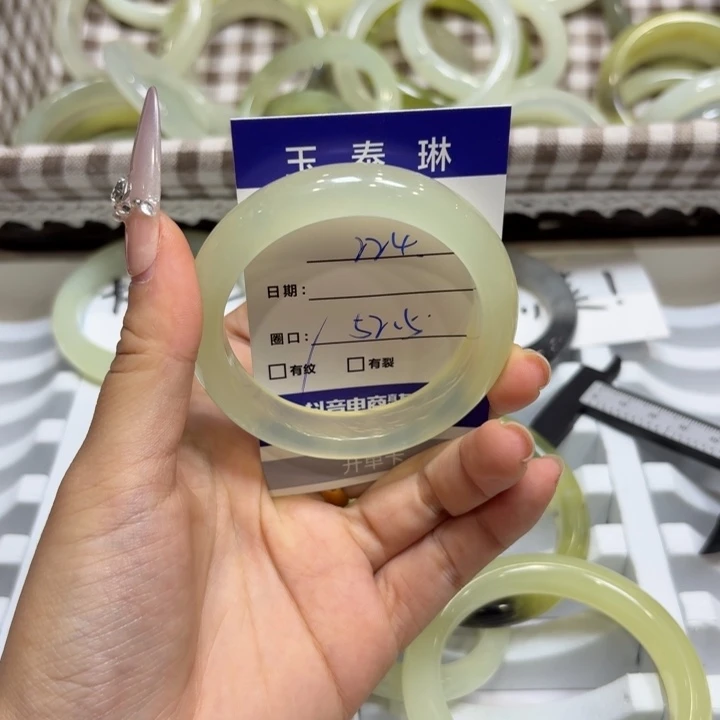 玉泰琳
224
日期:
圈口: 52.5
有纹 有裂
抖音电商
开单卡